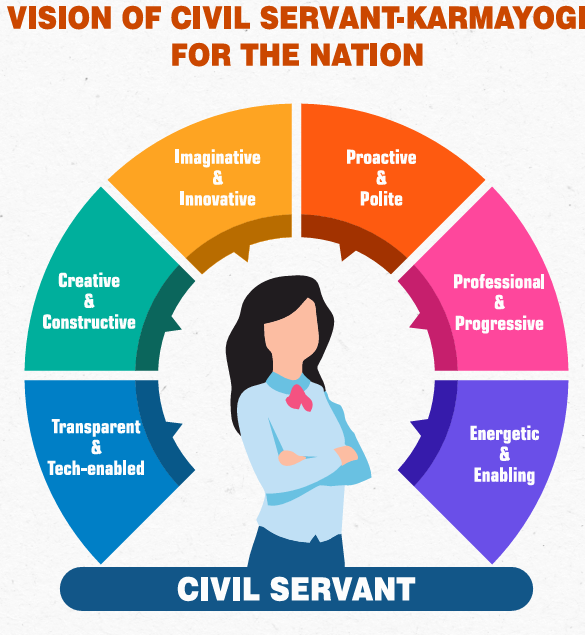 VISION OF CIVIL SERVANT-KARMAYOGI
FOR THE NATION
Imaginative
&
Innovative
Proactive
&
Polite
Creative
&
Constructive
Professional
&
Progressive
Transparent
&
Tech-enabled
Energetic
&
Enabling
CIVIL SERVANT